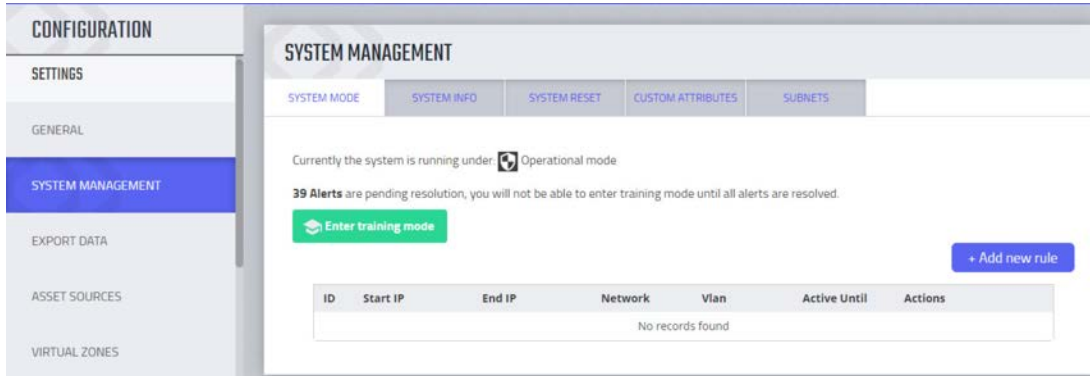 CONFIGURATION
SETTINGS
GENERAL
SYSTEM MANAGEMENT
EXPORT DATA
ASSET SOURCES
VIRTUAL ZONES
SYSTEM MANAGEMENT
SYSTEM MODE SYSTEM INFO SYSTEM RESET CUSTOM ATTRIBUTES SUBNETS
Currently the system is running under: Operational mode
39 Alerts are pending resolution, you will not be able to enter training mode until all alerts are resolved.
Enter training mode
+ Add new rule
ID Start IP End IP Network Vlan Active Until Actions
No records found